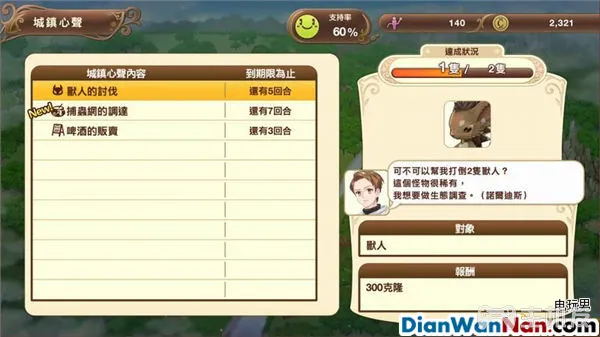 城鎮心聲
支持率
60%
140
2,321
城鎮心聲內容
到期限為止
獸人的討伐
還有5回合
New!
捕蟲網的調達
還有7回合
啤酒的販賣
還有3回合
達成狀況
1隻 / 2隻
可不可以幫我打倒2隻獸人？
這個怪物很稀有，
我想要做生態調查。（諾爾迪斯）
對象
獸人
報酬
300克隆
电玩男
DianWanNan.com